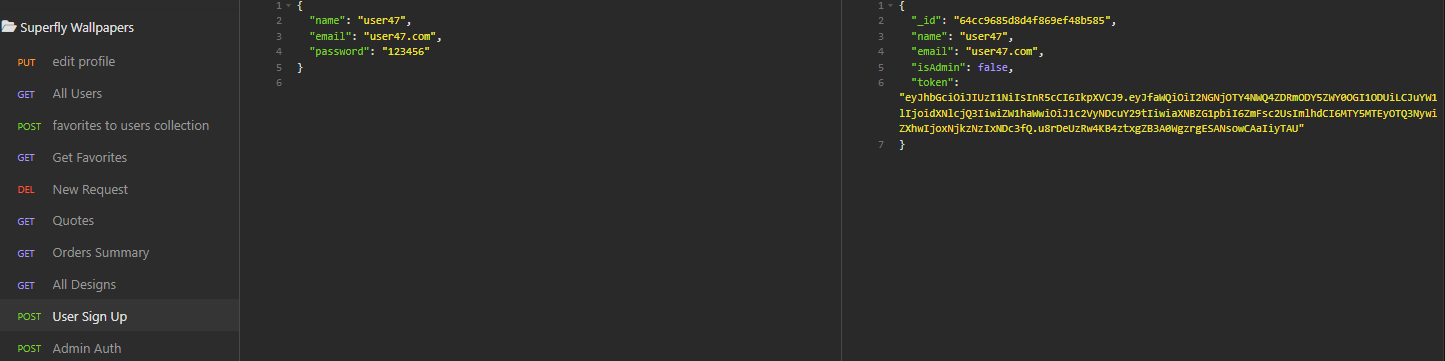 Superfly Wallpapers
PUT edit profile
GET All Users
POST favorites to users collection
GET Get Favorites
DEL New Request
GET Quotes
GET Orders Summary
GET All Designs
POST User Sign Up
POST Admin Auth
1 {
2 "name": "user47",
3 "email": "user47.com",
4 "password": "123456"
5 }
6
1 {
2 "_id": "64cc9685d8d4f869ef48b585",
3 "name": "user47",
4 "email": "user47.com",
5 "isAdmin": false,
6 "token":
"eyJhbGciOiJIUzI1NiIsInR5cCI6IkpXVCJ9.eyJfaWQiOiI2NGNjOTY4NWQ4ZDRmODY5ZWY0OGI1ODUiLCJuYW1
lIjoidXNlcjQ3IiwiZW1haWwiOiJ1c2VyNDcuY29tIiwiaXNBZG1pbiI6ZmFsc2UsImlhdCI6MTY5MTEyOTQ3Nywi
ZXhwIjoxNjkzNzIxNDc3fQ.u8rDeUzRw4KB4ztxgZB3A0WgzrgESANsowCAaIiyTAU"
7 }